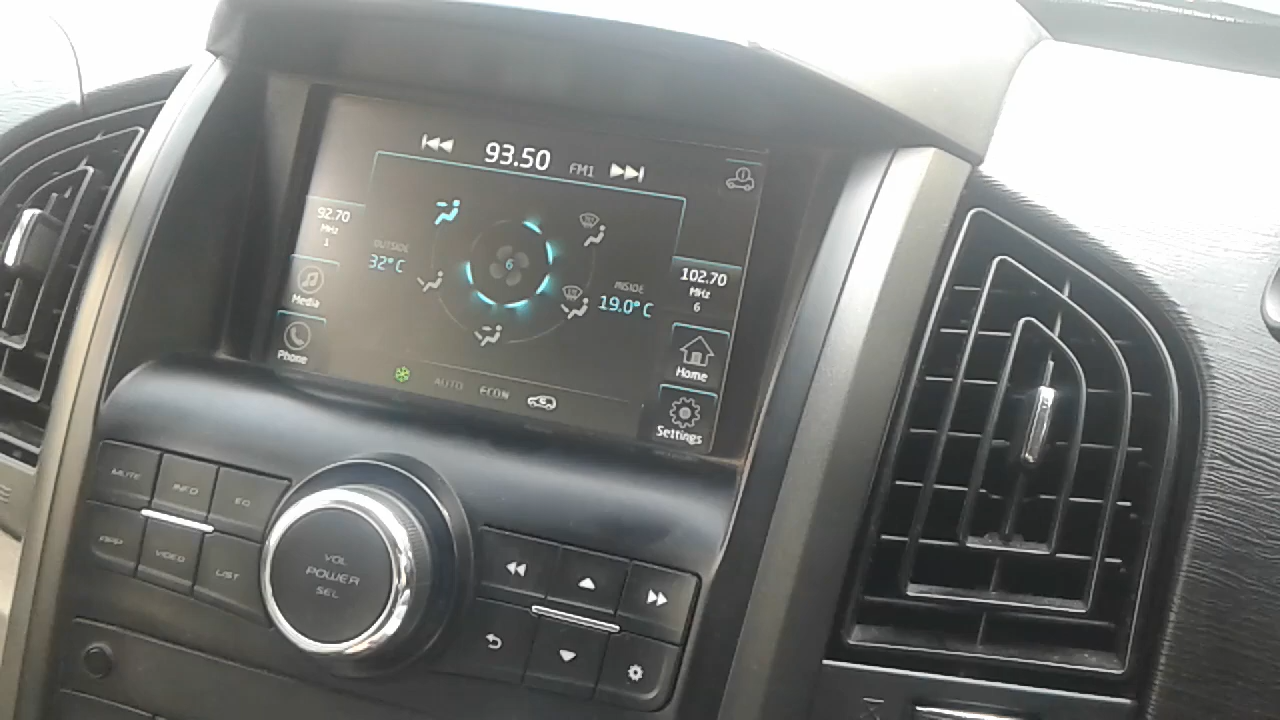 93.50 FM1
92.70
MHz
1
OUTSIDE
32°C
Media
Phone
6
INSIDE
19.0°C
102.70
MHz
6
Home
Settings
AUTO ECON
MUTE INFO EQ
APP VIDEO LIST
VOL
POWER
SEL